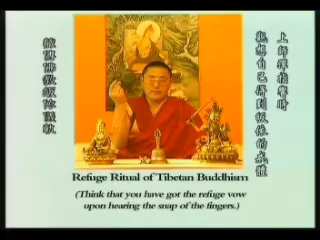 上師彈指響時
觀想自己得到皈依的戒體
藏傳佛教皈依儀軌
Refuge Ritual of Tibetan Buddhism
(Think that you have got the refuge vow
upon hearing the snap of the fingers.)